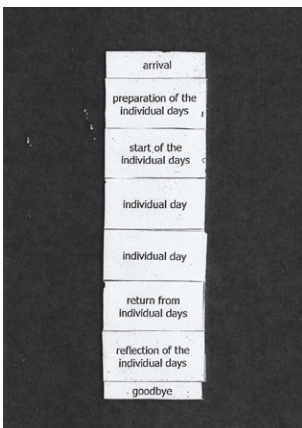 arrival
preparation of the
individual days
start of the
individual days
individual day
individual day
return from
individual days
reflection of the
individual days
goodbye